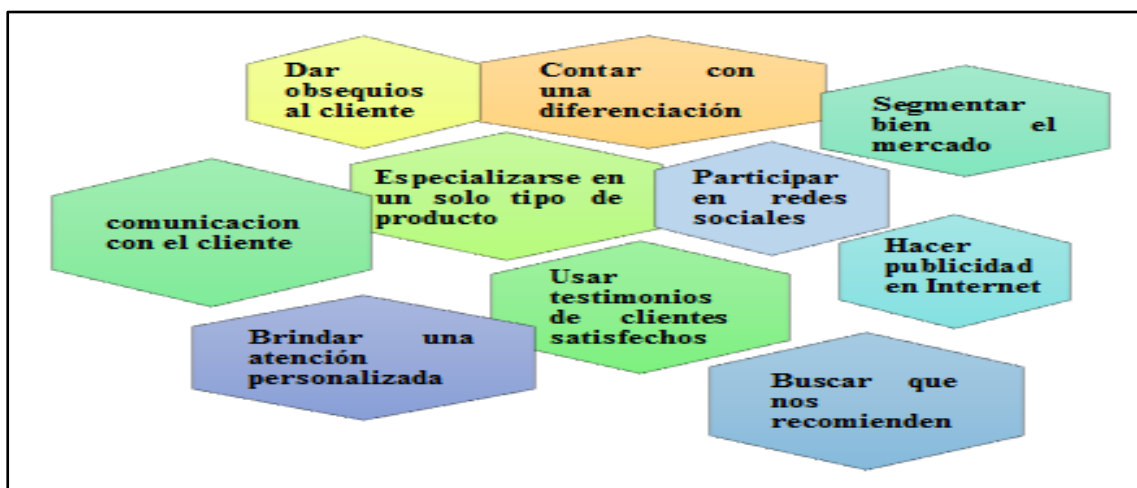 Dar
obsequios
al cliente
Contar con
una
diferenciación
Segmentar
bien el
mercado
Especializarse en
un solo tipo de
producto
Participar
en redes
sociales
comunicacion
con el cliente
Hacer
publicidad
en Internet
Usar
testimonios
de clientes
satisfechos
Brindar una
atención
personalizada
Buscar que
nos
recomienden